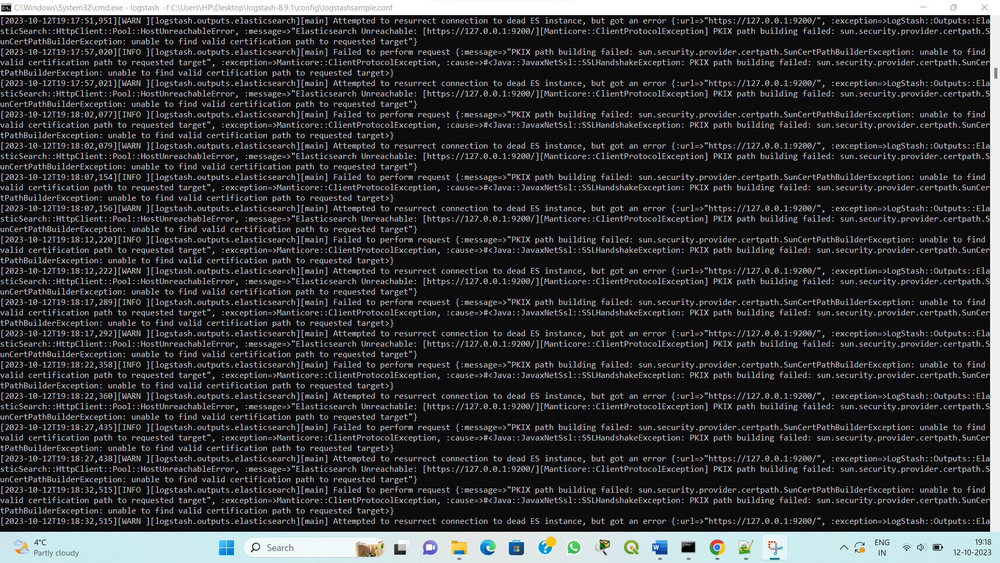 C:\Windows\System32\cmd.exe - logstash  -f C:\Users\HP\Desktop\logstash-8.9.1\config\logstashsample.conf
[2023-10-12T19:17:51,951][WARN ][logstash.outputs.elasticsearch][main] Attempted to resurrect connection to dead ES instance, but got an error {:url=>"https://127.0.0.1:9200/", :exception=>LogStash::Outputs::Ela
sticSearch::HttpClient::Pool::HostUnreachableError, :message=>"Elasticsearch Unreachable: [https://127.0.0.1:9200/][Manticore::ClientProtocolException] PKIX path building failed: sun.security.provider.certpath.S
unCertPathBuilderException: unable to find valid certification path to requested target"}
[2023-10-12T19:17:57,020][INFO ][logstash.outputs.elasticsearch][main] Failed to perform request {:message=>"PKIX path building failed: sun.security.provider.certpath.SunCertPathBuilderException: unable to find
valid certification path to requested target", :exception=>Manticore::ClientProtocolException, :cause=>#<Java::JavaxNetSsl::SSLHandshakeException: PKIX path building failed: sun.security.provider.certpath.SunCer
tPathBuilderException: unable to find valid certification path to requested target>}
[2023-10-12T19:17:57,021][WARN ][logstash.outputs.elasticsearch][main] Attempted to resurrect connection to dead ES instance, but got an error {:url=>"https://127.0.0.1:9200/", :exception=>LogStash::Outputs::Ela
sticSearch::HttpClient::Pool::HostUnreachableError, :message=>"Elasticsearch Unreachable: [https://127.0.0.1:9200/][Manticore::ClientProtocolException] PKIX path building failed: sun.security.provider.certpath.S
unCertPathBuilderException: unable to find valid certification path to requested target"}
[2023-10-12T19:18:02,077][INFO ][logstash.outputs.elasticsearch][main] Failed to perform request {:message=>"PKIX path building failed: sun.security.provider.certpath.SunCertPathBuilderException: unable to find
valid certification path to requested target", :exception=>Manticore::ClientProtocolException, :cause=>#<Java::JavaxNetSsl::SSLHandshakeException: PKIX path building failed: sun.security.provider.certpath.SunCer
tPathBuilderException: unable to find valid certification path to requested target>}
[2023-10-12T19:18:02,079][WARN ][logstash.outputs.elasticsearch][main] Attempted to resurrect connection to dead ES instance, but got an error {:url=>"https://127.0.0.1:9200/", :exception=>LogStash::Outputs::Ela
sticSearch::HttpClient::Pool::HostUnreachableError, :message=>"Elasticsearch Unreachable: [https://127.0.0.1:9200/][Manticore::ClientProtocolException] PKIX path building failed: sun.security.provider.certpath.S
unCertPathBuilderException: unable to find valid certification path to requested target"}
[2023-10-12T19:18:07,154][INFO ][logstash.outputs.elasticsearch][main] Failed to perform request {:message=>"PKIX path building failed: sun.security.provider.certpath.SunCertPathBuilderException: unable to find
valid certification path to requested target", :exception=>Manticore::ClientProtocolException, :cause=>#<Java::JavaxNetSsl::SSLHandshakeException: PKIX path building failed: sun.security.provider.certpath.SunCer
tPathBuilderException: unable to find valid certification path to requested target>}
[2023-10-12T19:18:07,156][WARN ][logstash.outputs.elasticsearch][main] Attempted to resurrect connection to dead ES instance, but got an error {:url=>"https://127.0.0.1:9200/", :exception=>LogStash::Outputs::Ela
sticSearch::HttpClient::Pool::HostUnreachableError, :message=>"Elasticsearch Unreachable: [https://127.0.0.1:9200/][Manticore::ClientProtocolException] PKIX path building failed: sun.security.provider.certpath.S
unCertPathBuilderException: unable to find valid certification path to requested target"}
[2023-10-12T19:18:12,220][INFO ][logstash.outputs.elasticsearch][main] Failed to perform request {:message=>"PKIX path building failed: sun.security.provider.certpath.SunCertPathBuilderException: unable to find
valid certification path to requested target", :exception=>Manticore::ClientProtocolException, :cause=>#<Java::JavaxNetSsl::SSLHandshakeException: PKIX path building failed: sun.security.provider.certpath.SunCer
tPathBuilderException: unable to find valid certification path to requested target>}
[2023-10-12T19:18:12,222][WARN ][logstash.outputs.elasticsearch][main] Attempted to resurrect connection to dead ES instance, but got an error {:url=>"https://127.0.0.1:9200/", :exception=>LogStash::Outputs::Ela
sticSearch::HttpClient::Pool::HostUnreachableError, :message=>"Elasticsearch Unreachable: [https://127.0.0.1:9200/][Manticore::ClientProtocolException] PKIX path building failed: sun.security.provider.certpath.S
unCertPathBuilderException: unable to find valid certification path to requested target"}
[2023-10-12T19:18:17,289][INFO ][logstash.outputs.elasticsearch][main] Failed to perform request {:message=>"PKIX path building failed: sun.security.provider.certpath.SunCertPathBuilderException: unable to find
valid certification path to requested target", :exception=>Manticore::ClientProtocolException, :cause=>#<Java::JavaxNetSsl::SSLHandshakeException: PKIX path building failed: sun.security.provider.certpath.SunCer
tPathBuilderException: unable to find valid certification path to requested target>}
[2023-10-12T19:18:17,292][WARN ][logstash.outputs.elasticsearch][main] Attempted to resurrect connection to dead ES instance, but got an error {:url=>"https://127.0.0.1:9200/", :exception=>LogStash::Outputs::Ela
sticSearch::HttpClient::Pool::HostUnreachableError, :message=>"Elasticsearch Unreachable: [https://127.0.0.1:9200/][Manticore::ClientProtocolException] PKIX path building failed: sun.security.provider.certpath.S
unCertPathBuilderException: unable to find valid certification path to requested target"}
[2023-10-12T19:18:22,358][INFO ][logstash.outputs.elasticsearch][main] Failed to perform request {:message=>"PKIX path building failed: sun.security.provider.certpath.SunCertPathBuilderException: unable to find
valid certification path to requested target", :exception=>Manticore::ClientProtocolException, :cause=>#<Java::JavaxNetSsl::SSLHandshakeException: PKIX path building failed: sun.security.provider.certpath.SunCer
tPathBuilderException: unable to find valid certification path to requested target>}
[2023-10-12T19:18:22,360][WARN ][logstash.outputs.elasticsearch][main] Attempted to resurrect connection to dead ES instance, but got an error {:url=>"https://127.0.0.1:9200/", :exception=>LogStash::Outputs::Ela
sticSearch::HttpClient::Pool::HostUnreachableError, :message=>"Elasticsearch Unreachable: [https://127.0.0.1:9200/][Manticore::ClientProtocolException] PKIX path building failed: sun.security.provider.certpath.S
unCertPathBuilderException: unable to find valid certification path to requested target"}
[2023-10-12T19:18:27,435][INFO ][logstash.outputs.elasticsearch][main] Failed to perform request {:message=>"PKIX path building failed: sun.security.provider.certpath.SunCertPathBuilderException: unable to find
valid certification path to requested target", :exception=>Manticore::ClientProtocolException, :cause=>#<Java::JavaxNetSsl::SSLHandshakeException: PKIX path building failed: sun.security.provider.certpath.SunCer
tPathBuilderException: unable to find valid certification path to requested target>}
[2023-10-12T19:18:27,438][WARN ][logstash.outputs.elasticsearch][main] Attempted to resurrect connection to dead ES instance, but got an error {:url=>"https://127.0.0.1:9200/", :exception=>LogStash::Outputs::Ela
sticSearch::HttpClient::Pool::HostUnreachableError, :message=>"Elasticsearch Unreachable: [https://127.0.0.1:9200/][Manticore::ClientProtocolException] PKIX path building failed: sun.security.provider.certpath.S
unCertPathBuilderException: unable to find valid certification path to requested target"}
[2023-10-12T19:18:32,515][INFO ][logstash.outputs.elasticsearch][main] Failed to perform request {:message=>"PKIX path building failed: sun.security.provider.certpath.SunCertPathBuilderException: unable to find
valid certification path to requested target", :exception=>Manticore::ClientProtocolException, :cause=>#<Java::JavaxNetSsl::SSLHandshakeException: PKIX path building failed: sun.security.provider.certpath.SunCer
tPathBuilderException: unable to find valid certification path to requested target>}
[2023-10-12T19:18:32,515][WARN ][logstash.outputs.elasticsearch][main] Attempted to resurrect connection to dead ES instance, but got an error {:url=>"https://127.0.0.1:9200/", :exception=>LogStash::Outputs::Ela
4°C
Partly cloudy
Search
ENG
IN
19:18
12-10-2023